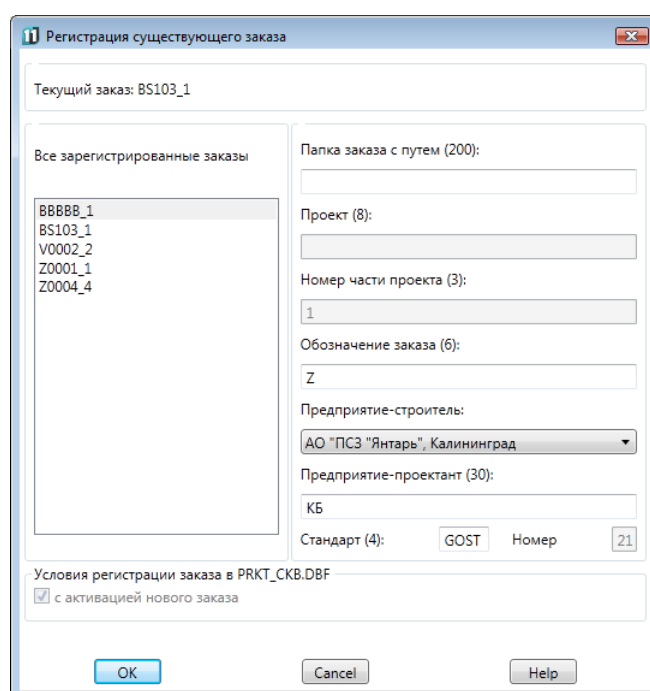 Регистрация существующего заказа
Текущий заказ: BS103_1
Все зарегистрированные заказы
BBBBB_1
BS103_1
V0002_2
Z0001_1
Z0004_4
Папка заказа с путем (200):
Проект (8):
Номер части проекта (3):
1
Обозначение заказа (6):
Z
Предприятие-строитель:
АО "ПСЗ "Янтарь", Калининград
Предприятие-проектант (30):
КБ
Стандарт (4): GOST Номер 21
Условия регистрации заказа в PRKT_CKB.DBF
с активацией нового заказа
OK Cancel Help